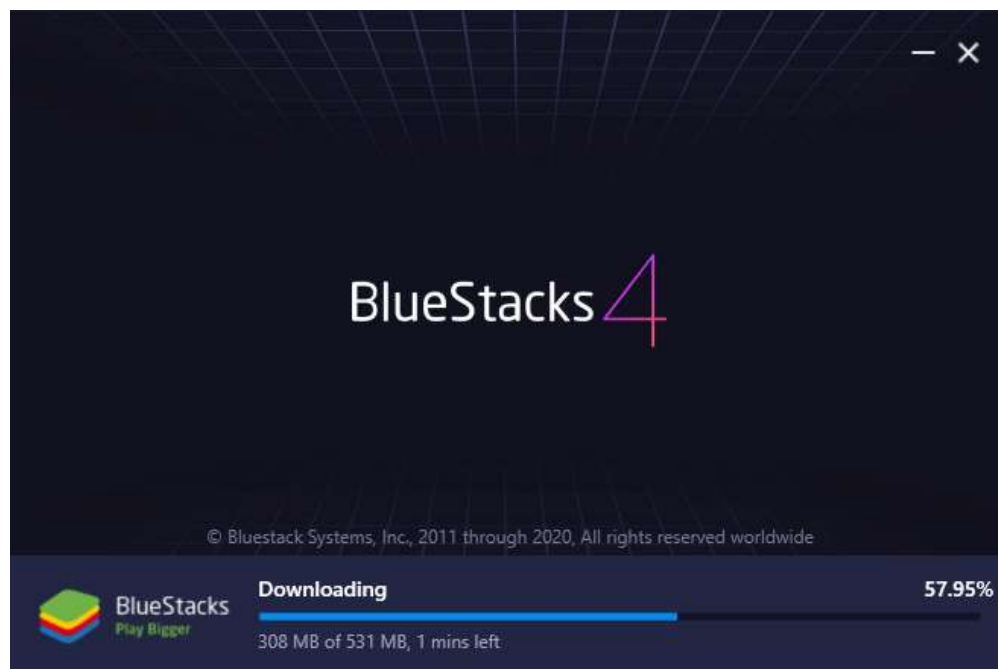 BlueStacks 4
© Bluestack Systems, Inc., 2011 through 2020, All rights reserved worldwide
BlueStacks
Play Bigger
Downloading
57.95%
308 MB of 531 MB, 1 mins left